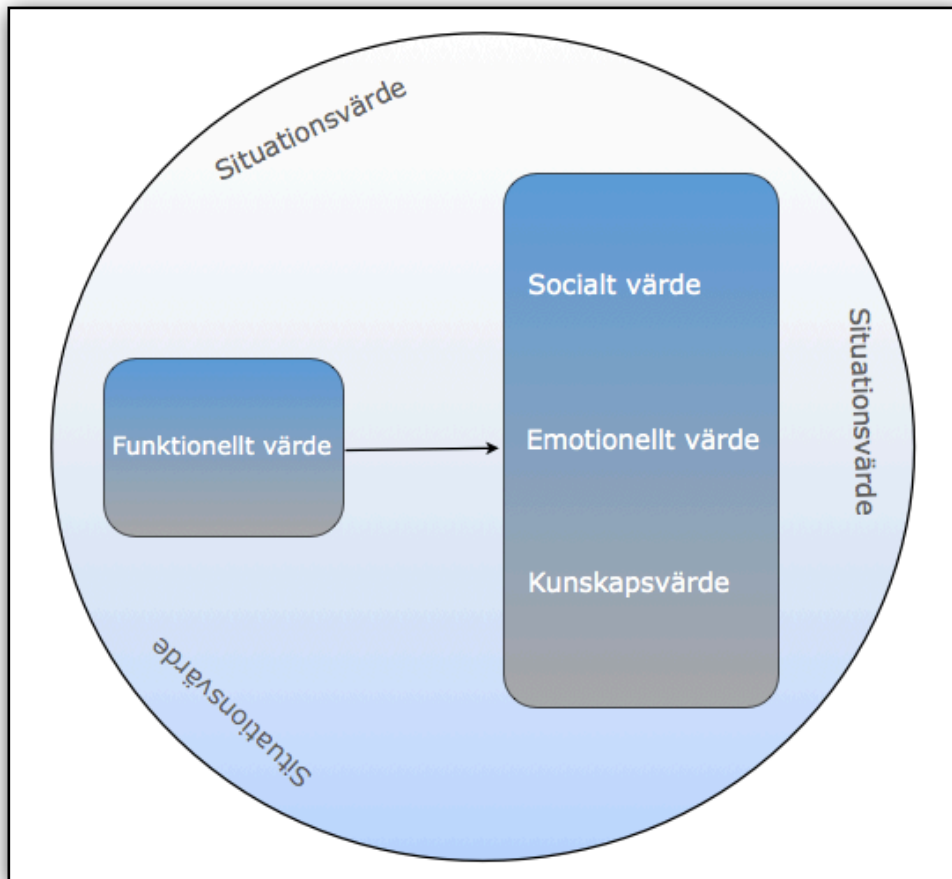 Situationsvärde
Socialt värde
Situationsvärde
Funktionellt värde
Emotionellt värde
Kunskapsvärde
Situationsvärde